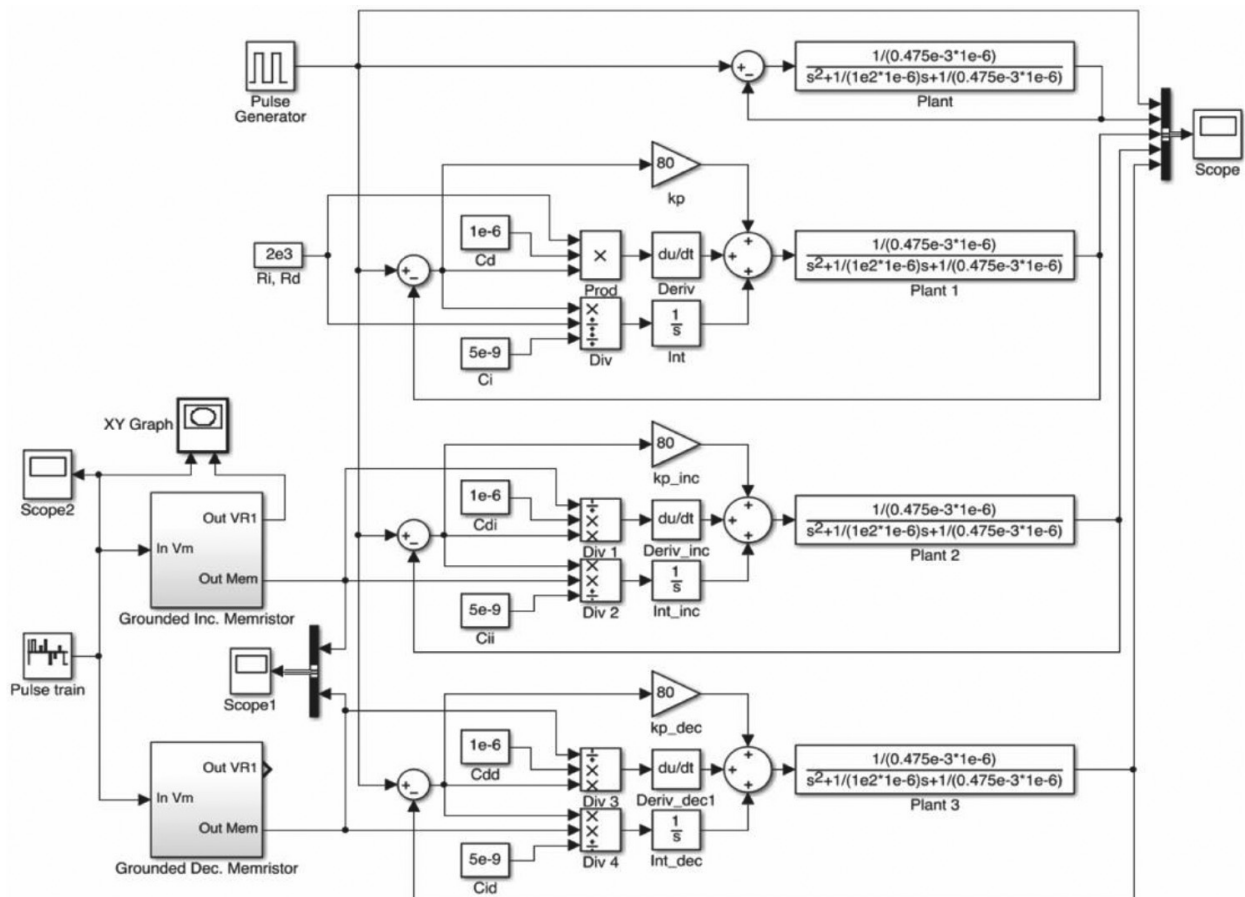 Pulse
Generator
+
−
1/(0.475e-3*1e-6)
s²+1/(1e2*1e-6)s+1/(0.475e-3*1e-6)
Plant
Scope
80
kp
2e3
Ri, Rd
+
−
1e-6
Cd
×
Prod
du/dt
Deriv
+
+
+
1/(0.475e-3*1e-6)
s²+1/(1e2*1e-6)s+1/(0.475e-3*1e-6)
Plant 1
×
÷
÷
Div
5e-9
Ci
1
s
Int
XY Graph
Scope2
Out VR1
In Vm
Out Mem
Grounded Inc. Memristor
80
kp_inc
+
−
1e-6
Cdi
÷
×
×
Div 1
du/dt
Deriv_inc
+
+
+
1/(0.475e-3*1e-6)
s²+1/(1e2*1e-6)s+1/(0.475e-3*1e-6)
Plant 2
×
×
÷
Div 2
5e-9
Cii
1
s
Int_inc
Pulse train
Scope1
80
kp_dec
Out VR1
In Vm
Out Mem
Grounded Dec. Memristor
+
−
1e-6
Cdd
÷
×
×
Div 3
du/dt
Deriv_dec1
+
+
+
1/(0.475e-3*1e-6)
s²+1/(1e2*1e-6)s+1/(0.475e-3*1e-6)
Plant 3
×
×
÷
Div 4
5e-9
Cid
1
s
Int_dec